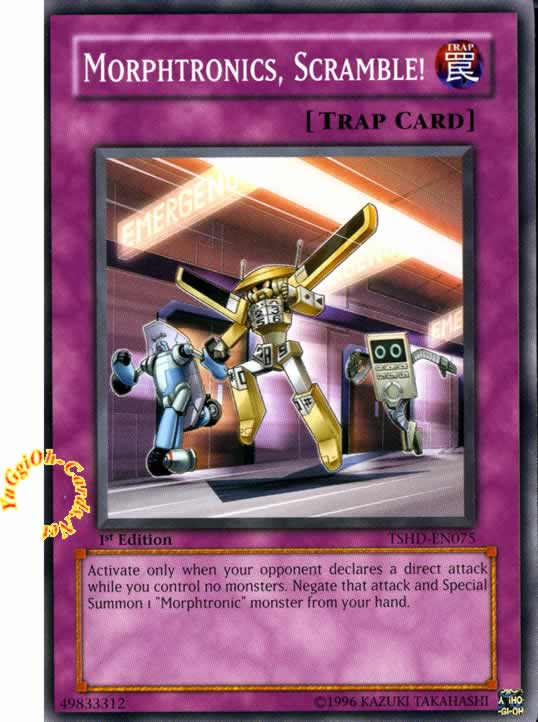 MORPHTRONICS, SCRAMBLE!
TRAP
罠
[TRAP CARD]
EMERGENC
EME
YuGgiOh-Cards.Net
1st Edition
TSHD-EN075
Activate only when your opponent declares a direct attack
while you control no monsters. Negate that attack and Special
Summon 1 "Morphtronic" monster from your hand.
49833312
©1996 KAZUKI TAKAHASHI